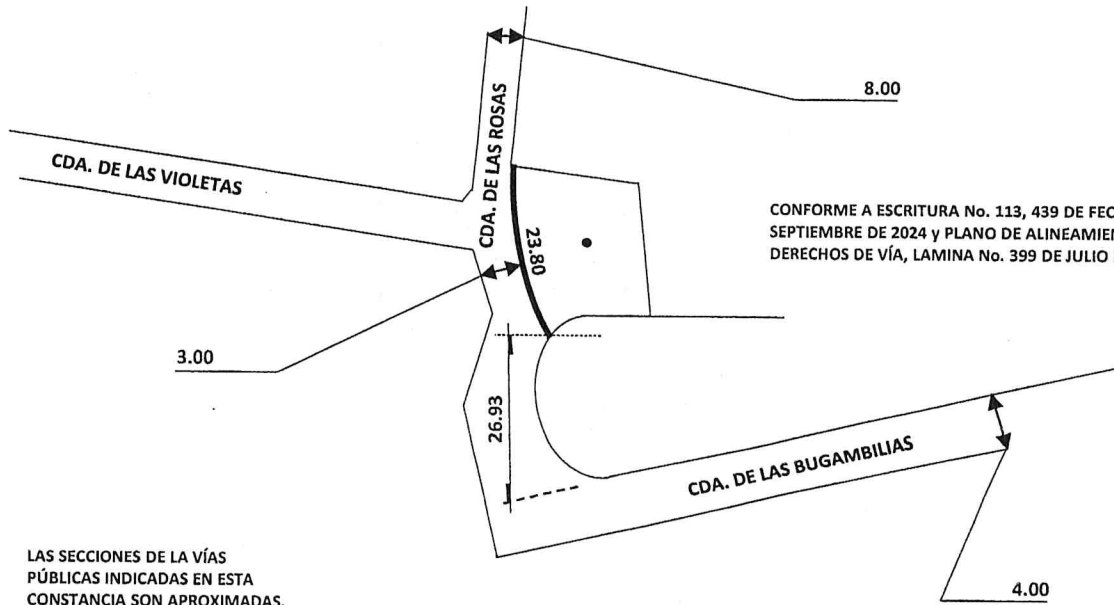 8.00
CDA. DE LAS ROSAS
CDA. DE LAS VIOLETAS
CONFORME A ESCRITURA No. 113, 439 DE
SEPTIEMBRE DE 2024 y PLANO DE
DERECHOS DE VÍA, LAMINA No. 399 DE JULIO
23.80
3.00
26.93
CDA. DE LAS BUGAMBILIAS
LAS SECCIONES DE LA VÍAS
PÚBLICAS INDICADAS EN ESTA
CONSTANCIA SON APROXIMADAS.
4.00